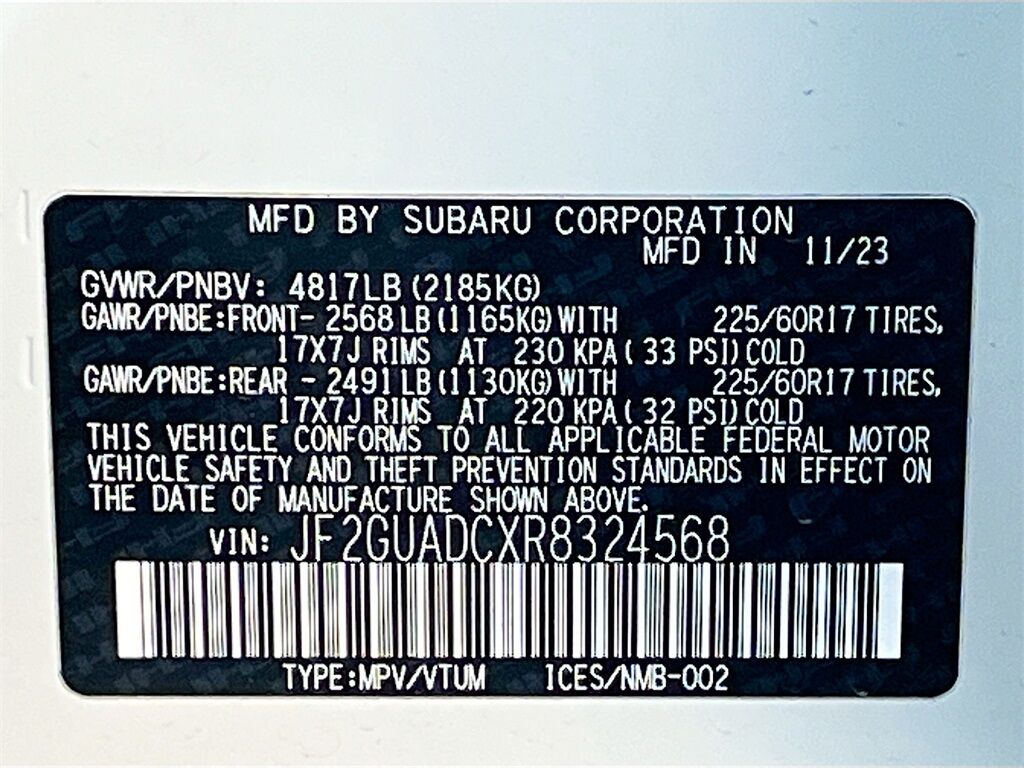 MFD BY SUBARU CORPORATION
MFD IN 11/23
GVWR/PNBV: 4817LB (2185KG)
GAWR/PNBE:FRONT- 2568 LB(1165KG)WITH 225/60R17 TIRES,
17X7J RIMS AT 230 KPA( 33 PSI)COLD
GAWR/PNBE:REAR - 2491 LB(1130KG)WITH 225/60R17 TIRES,
17X7J RIMS AT 220 KPA( 32 PSI)COLD
THIS VEHICLE CONFORMS TO ALL APPLICABLE FEDERAL MOTOR
VEHICLE SAFETY AND THEFT PREVENTION STANDARDS IN EFFECT ON
THE DATE OF MANUFACTURE SHOWN ABOVE.
VIN: JF2GUADCXR8324568
TYPE:MPV/VTUM ICES/NMB-002